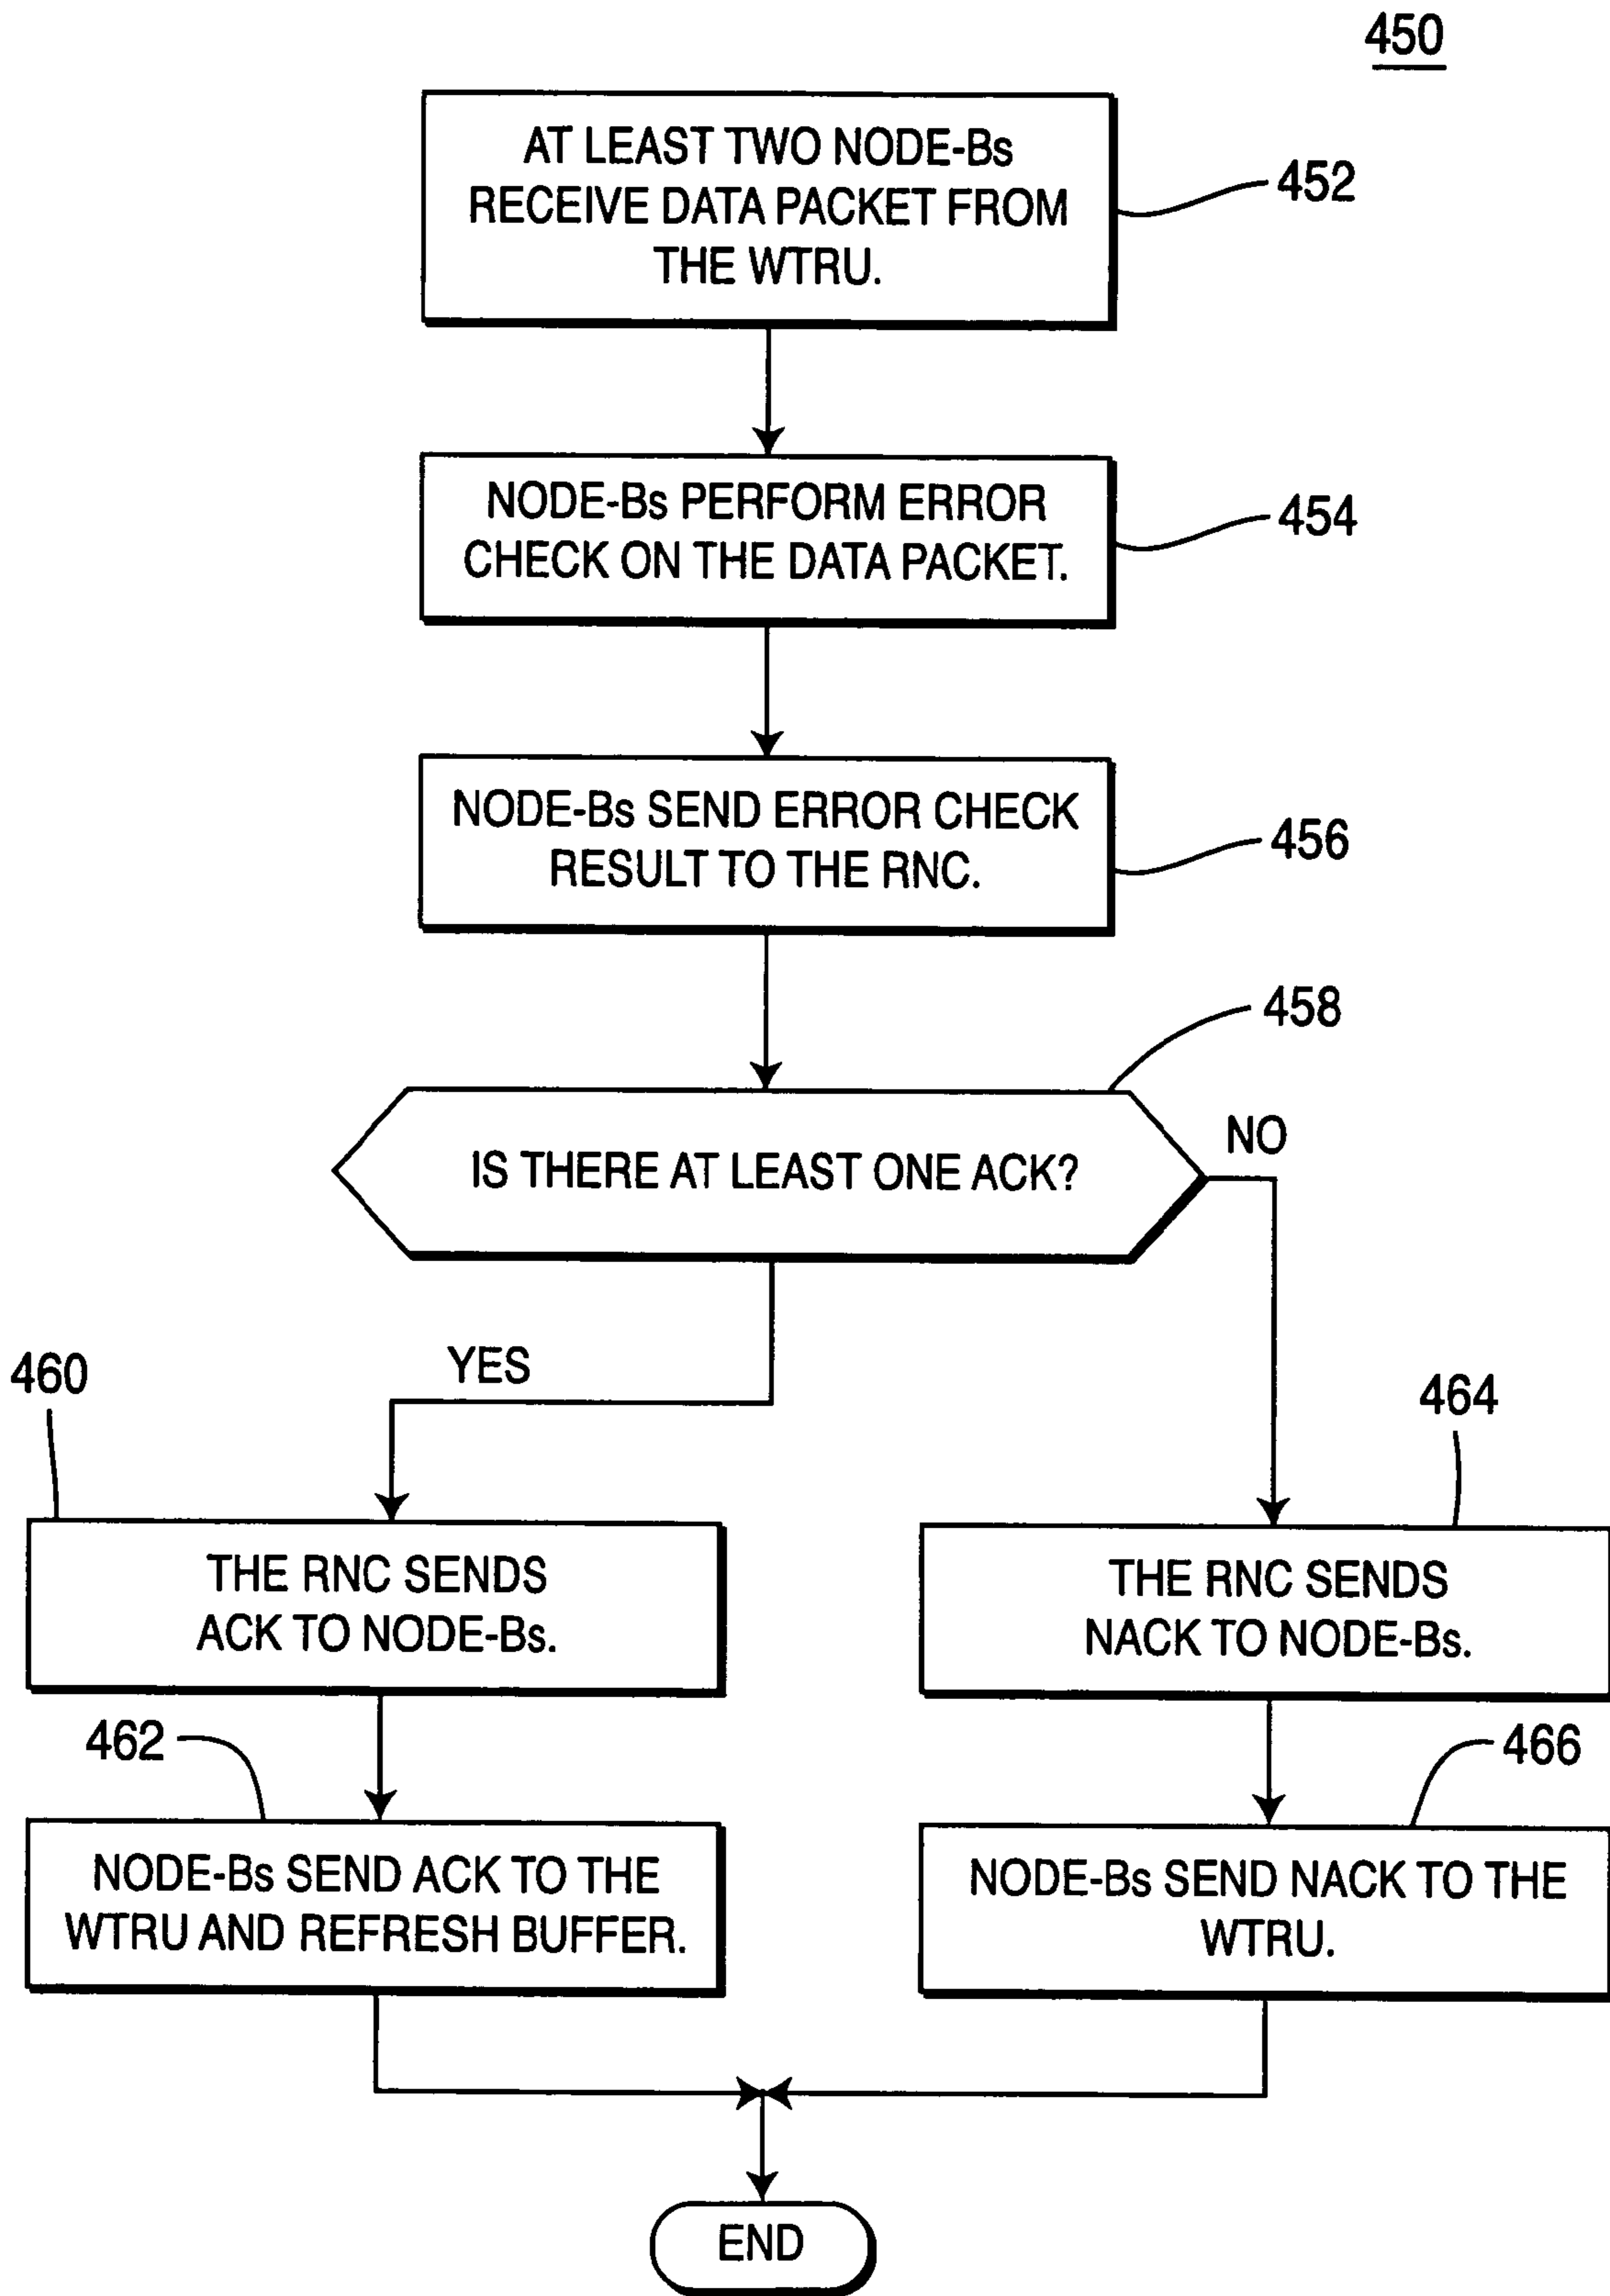 450
AT LEAST TWO NODE-Bs
RECEIVE DATA PACKET FROM
THE WTRU.
452
NODE-Bs PERFORM ERROR
CHECK ON THE DATA PACKET.
454
NODE-Bs SEND ERROR CHECK
RESULT TO THE RNC.
456
458
IS THERE AT LEAST ONE ACK?
NO
YES
460
THE RNC SENDS
ACK TO NODE-Bs.
464
THE RNC SENDS
NACK TO NODE-Bs.
462
NODE-Bs SEND ACK TO THE
WTRU AND REFRESH BUFFER.
466
NODE-Bs SEND NACK TO THE
WTRU.
END